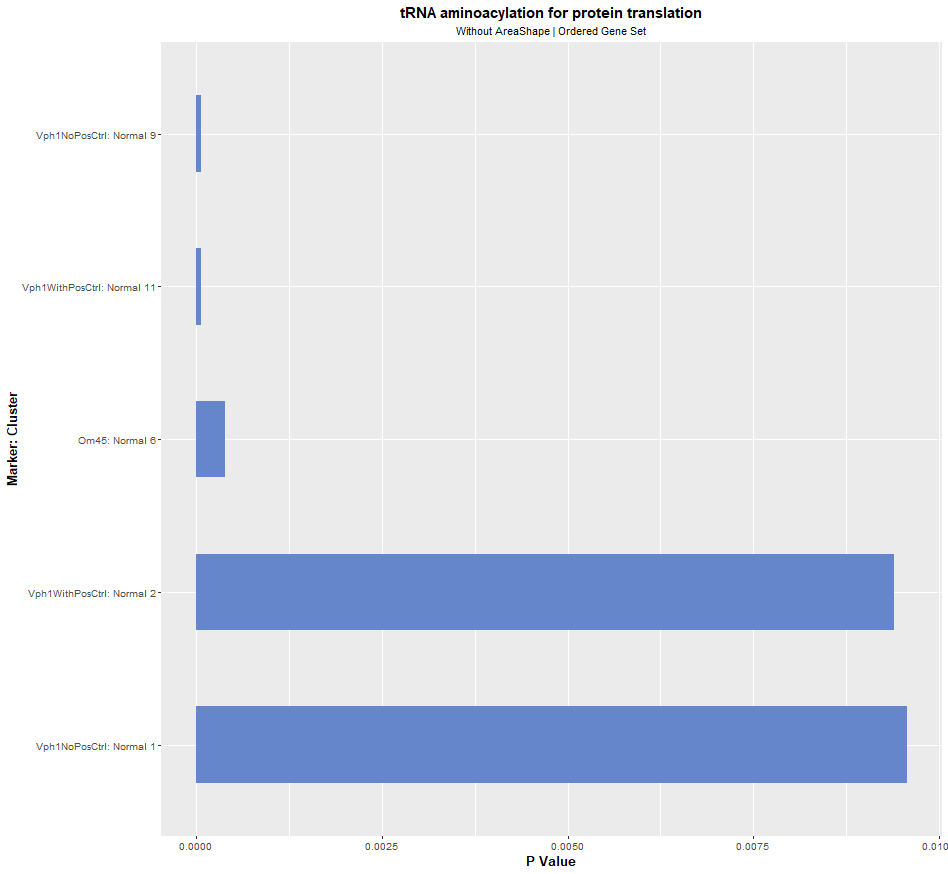 tRNA aminoacylation for protein translation
Without AreaShape | Ordered Gene Set
Marker: Cluster
Vph1NoPosCtrl: Normal 9
Vph1WithPosCtrl: Normal 11
Om45: Normal 6
Vph1WithPosCtrl: Normal 2
Vph1NoPosCtrl: Normal 1
0.0000 0.0025 0.0050 0.0075 0.010
P Value